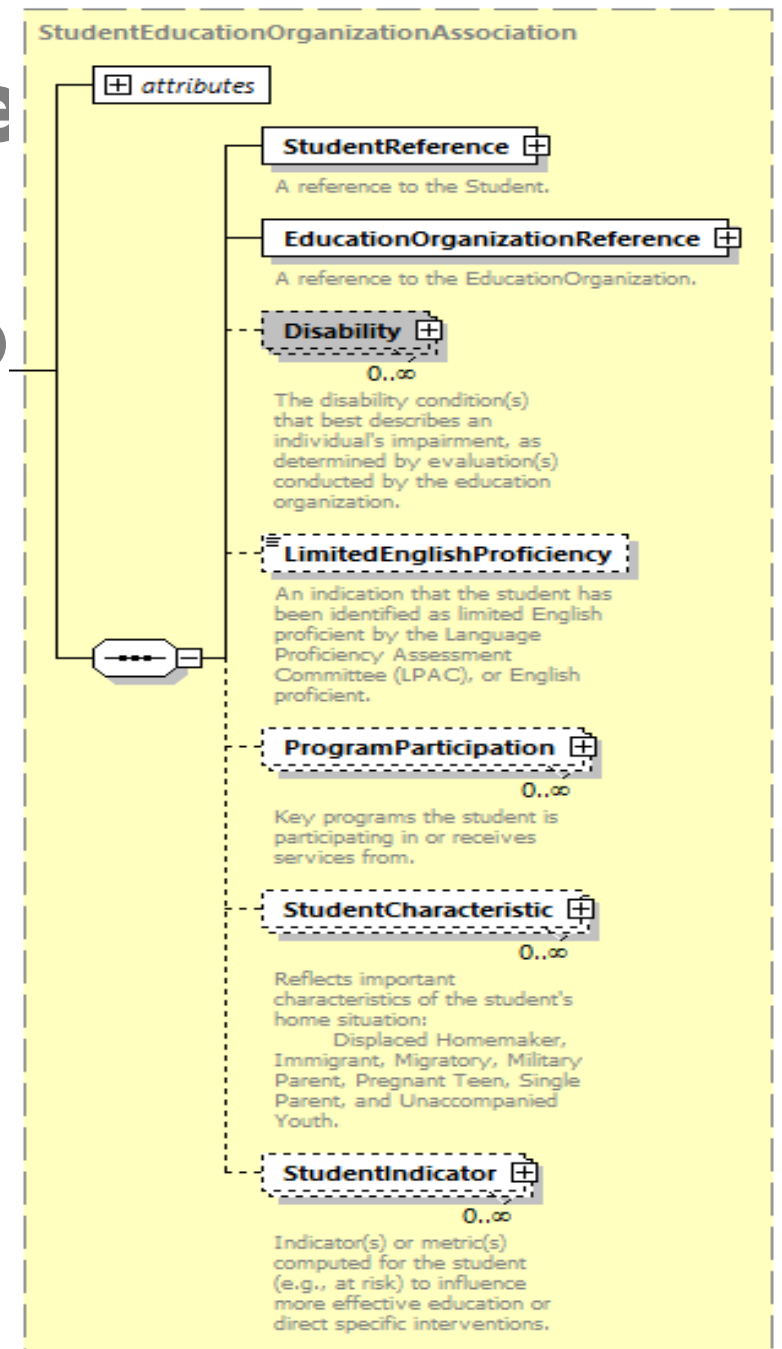 StudentEducationOrganizationAssociation
attributes
StudentReference
A reference to the Student.
EducationOrganizationReference
A reference to the EducationOrganization.
Disability
0..∞
The disability condition(s)
that best describes an
individual's impairment, as
determined by evaluation(s)
conducted by the education
organization.
LimitedEnglishProficiency
An indication that the student has
been identified as limited English
proficient by the Language
Proficiency Assessment
Committee (LPAC), or English
proficient.
ProgramParticipation
0..∞
Key programs the student is
participating in or receives
services from.
StudentCharacteristic
0..∞
Reflects important
characteristics of the student's
home situation:
Displaced Homemaker,
Immigrant, Migratory, Military
Parent, Pregnant Teen, Single
Parent, and Unaccompanied
Youth.
StudentIndicator
0..∞
Indicator(s) or metric(s)
computed for the student
(e.g., at risk) to influence
more effective education or
direct specific interventions.